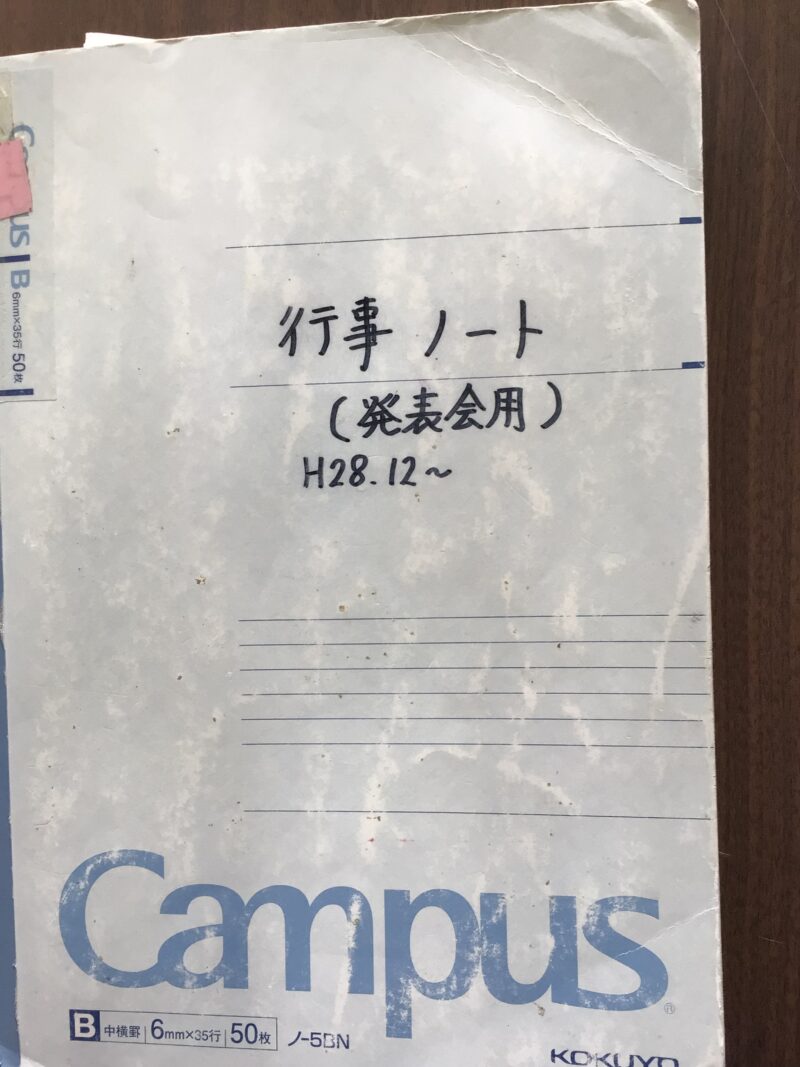 行事 ノート
(発表会用)
H28.12~
Campus
B 中横罫 6mm×35行 50枚 ノ-5BN
KOKUYO
B 6mm×35行 50枚